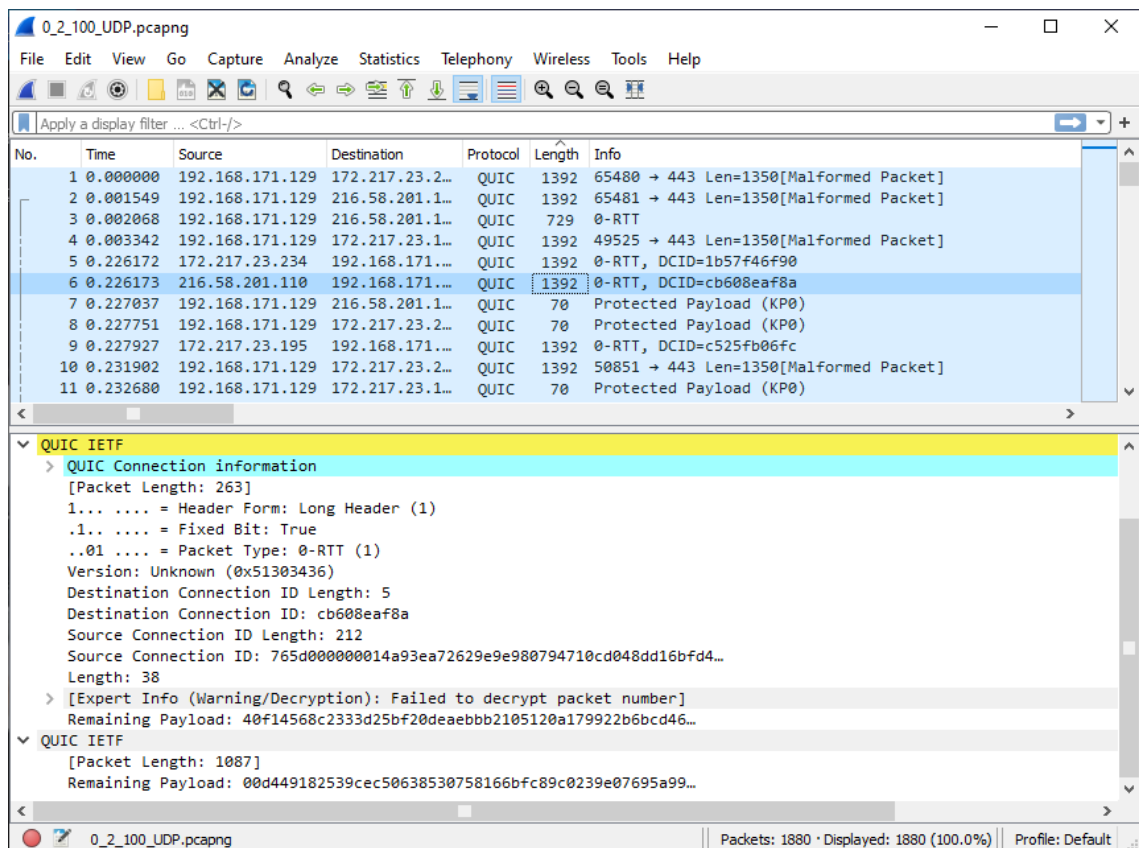 0_2_100_UDP.pcapng
File Edit View Go Capture Analyze Statistics Telephony Wireless Tools Help
Apply a display filter ... <Ctrl-/>
No. Time Source Destination Protocol Length Info
1 0.000000 192.168.171.129 172.217.23.2… QUIC 1392 65480 → 443 Len=1350[Malformed Packet]
2 0.001549 192.168.171.129 216.58.201.1… QUIC 1392 65481 → 443 Len=1350[Malformed Packet]
3 0.002068 192.168.171.129 216.58.201.1… QUIC 729 0-RTT
4 0.003342 192.168.171.129 172.217.23.2… QUIC 1392 49525 → 443 Len=1350[Malformed Packet]
5 0.226172 172.217.23.234 192.168.171.… QUIC 1392 0-RTT, DCID=1b57f46f90
6 0.226173 216.58.201.110 192.168.171.… QUIC 1392 0-RTT, DCID=cb608eaf8a
7 0.227037 192.168.171.129 216.58.201.1… QUIC 70 Protected Payload (KP0)
8 0.227751 192.168.171.129 172.217.23.2… QUIC 70 Protected Payload (KP0)
9 0.227927 172.217.23.195 192.168.171.… QUIC 1392 0-RTT, DCID=c525fb06fc
10 0.231902 192.168.171.129 172.217.23.2… QUIC 1392 50851 → 443 Len=1350[Malformed Packet]
11 0.232680 192.168.171.129 172.217.23.1… QUIC 70 Protected Payload (KP0)
QUIC IETF
QUIC Connection information
[Packet Length: 263]
1... .... = Header Form: Long Header (1)
.1.. .... = Fixed Bit: True
..01 .... = Packet Type: 0-RTT (1)
Version: Unknown (0x51303436)
Destination Connection ID Length: 5
Destination Connection ID: cb608eaf8a
Source Connection ID Length: 212
Source Connection ID: 765d000000014a93ea72629e9e980794710cd048dd16bfd4…
Length: 38
[Expert Info (Warning/Decryption): Failed to decrypt packet number]
Remaining Payload: 40f14568c2333d25bf20deaebbb2105120a179922b6bcd46…
QUIC IETF
[Packet Length: 1087]
Remaining Payload: 00d449182539cec50638530758166bfc89c0239e07695a99…
0_2_100_UDP.pcapng Packets: 1880 · Displayed: 1880 (100.0%) Profile: Default